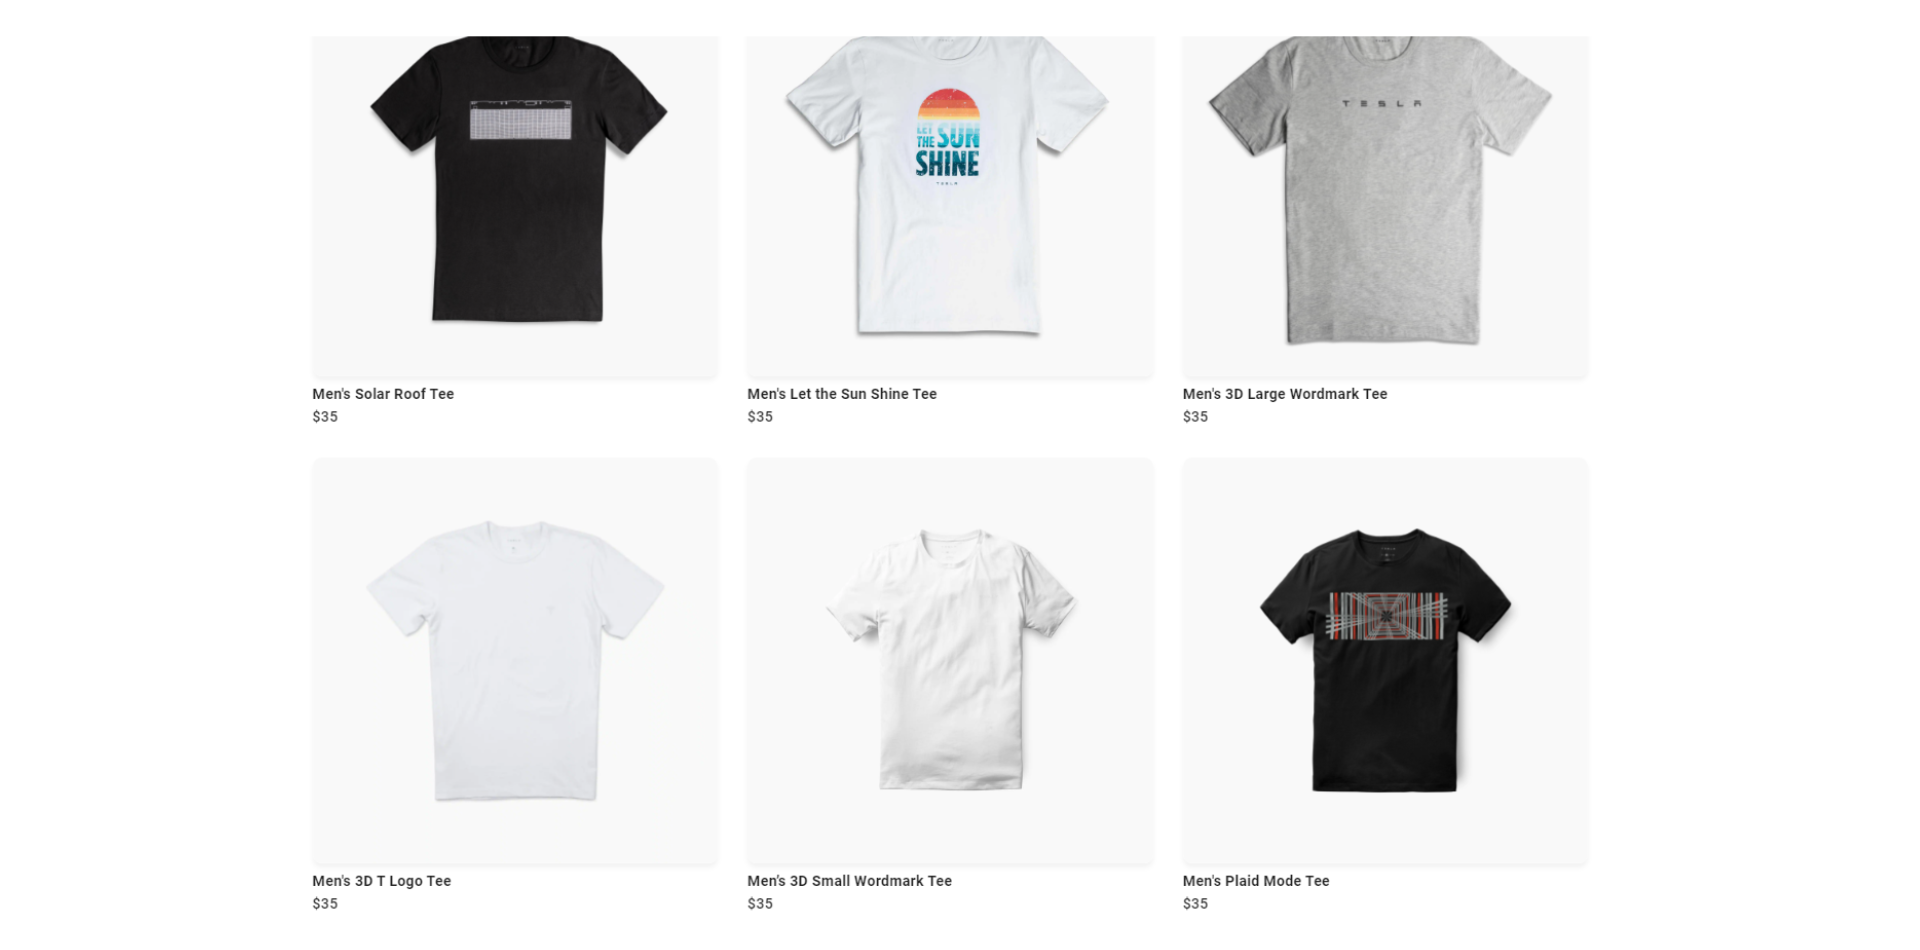 LET
THE SUN
SHINE
TESLA
TESLA
Men's Solar Roof Tee
$35
Men's Let the Sun Shine Tee
$35
Men's 3D Large Wordmark Tee
$35
Men's 3D T Logo Tee
$35
Men's 3D Small Wordmark Tee
$35
Men's Plaid Mode Tee
$35